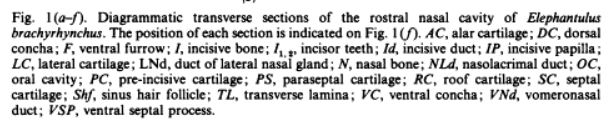 Fig. 1(a–f). Diagrammatic transverse sections of the rostral nasal cavity of Elephantulus
brachyrhynchus. The position of each section is indicated on Fig. 1(f). AC, alar cartilage; DC, dorsal
concha; F, ventral furrow; I, incisive bone; I₁,₂, incisor teeth; Id, incisive duct; IP, incisive papilla;
LC, lateral cartilage; LNd, duct of lateral nasal gland; N, nasal bone; NLd, nasolacrimal duct; OC,
oral cavity; PC, pre-incisive cartilage; PS, paraseptal cartilage; RC, roof cartilage; SC, septal
cartilage; Shf, sinus hair follicle; TL, transverse lamina; VC, ventral concha; VNd, vomeronasal
duct; VSP, ventral septal process.